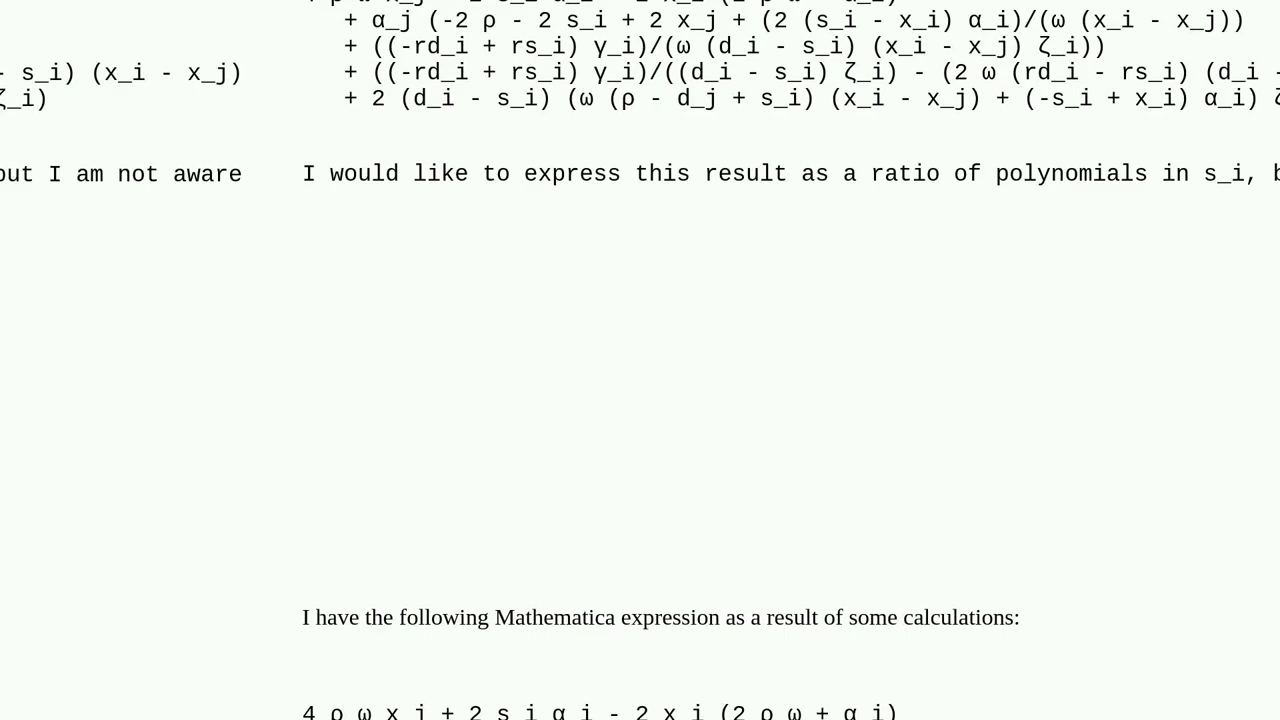 + α_j (-2 ρ - 2 s_i + 2 x_j + (2 (s_i - x_i) α_i)/(ω (x_i - x_j))
+ ((-rd_i + rs_i) γ_i)/(ω (d_i - s_i) (x_i - x_j) ζ_i))
- s_i) (x_i - x_j) + ((-rd_i + rs_i) γ_i)/((d_i - s_i) ζ_i) - (2 ω (rd_i - rs_i) (d_i -
ζ_i) + 2 (d_i - s_i) (ω (ρ - d_j + s_i) (x_i - x_j) + (-s_i + x_i) α_i) ζ
but I am not aware I would like to express this result as a ratio of polynomials in s_i, b
I have the following Mathematica expression as a result of some calculations:
4 ρ ω x_j + 2 s_i α_i - 2 x_i (2 ρ ω + α_i)